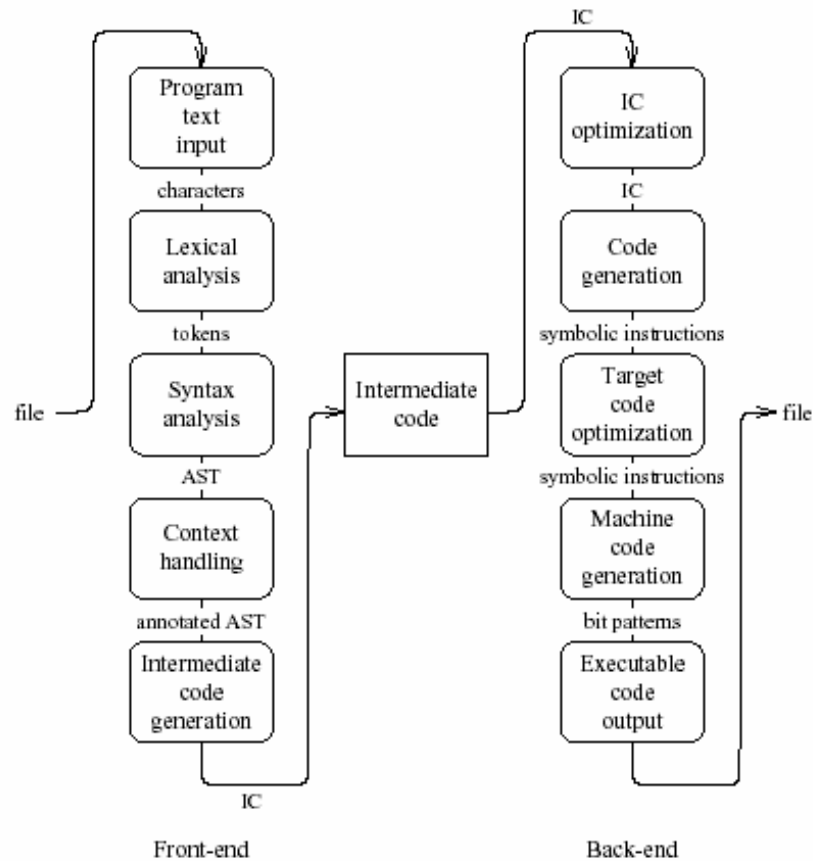 file
Program
text
input
characters
Lexical
analysis
tokens
Syntax
analysis
AST
Context
handling
annotated AST
Intermediate
code
generation
IC
Front-end
Intermediate
code
IC
IC
optimization
IC
Code
generation
symbolic instructions
Target
code
optimization
symbolic instructions
Machine
code
generation
bit patterns
Executable
code
output
file
Back-end